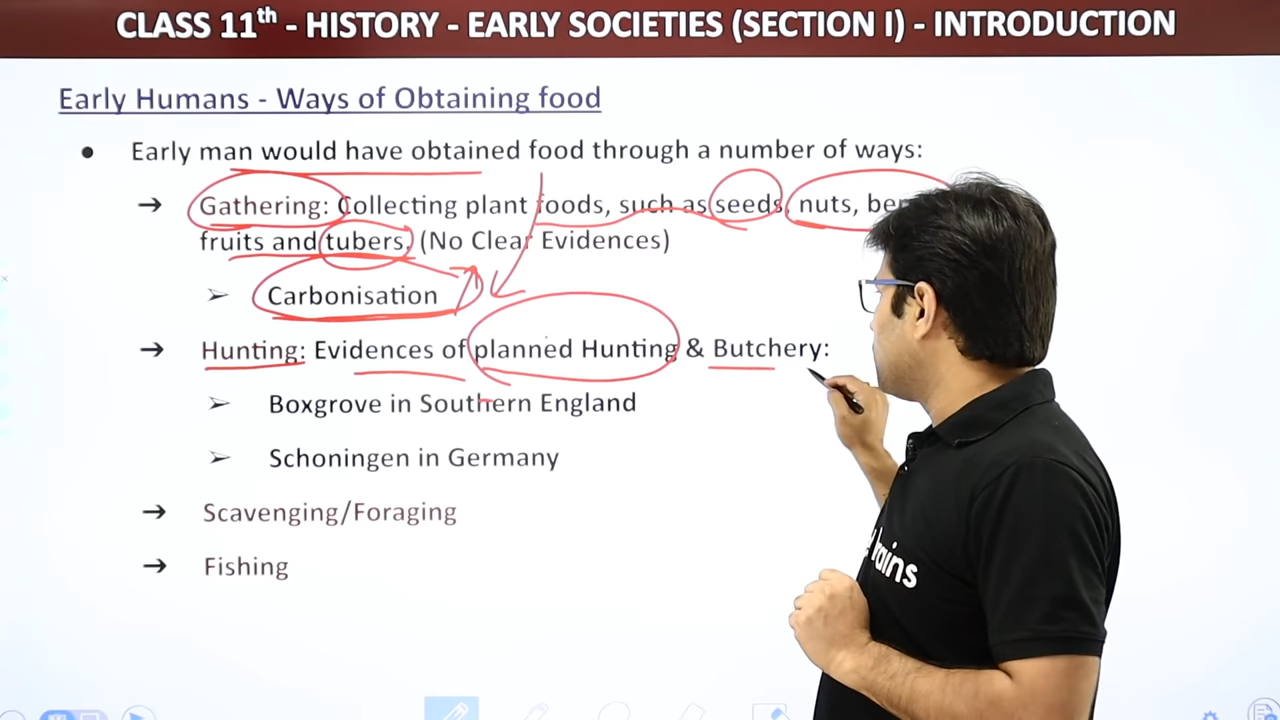 CLASS 11th - HISTORY - EARLY SOCIETIES (SECTION I) - INTRODUCTION
Early Humans - Ways of Obtaining food
● Early man would have obtained food through a number of ways:
➔ Gathering: Collecting plant foods, such as seeds, nuts,
fruits and tubers, (No Clear Evidences)
➢ Carbonisation
➔ Hunting: Evidences of planned Hunting & Butchery:
➢ Boxgrove in Southern England
➢ Schoningen in Germany
➔ Scavenging/Foraging
➔ Fishing